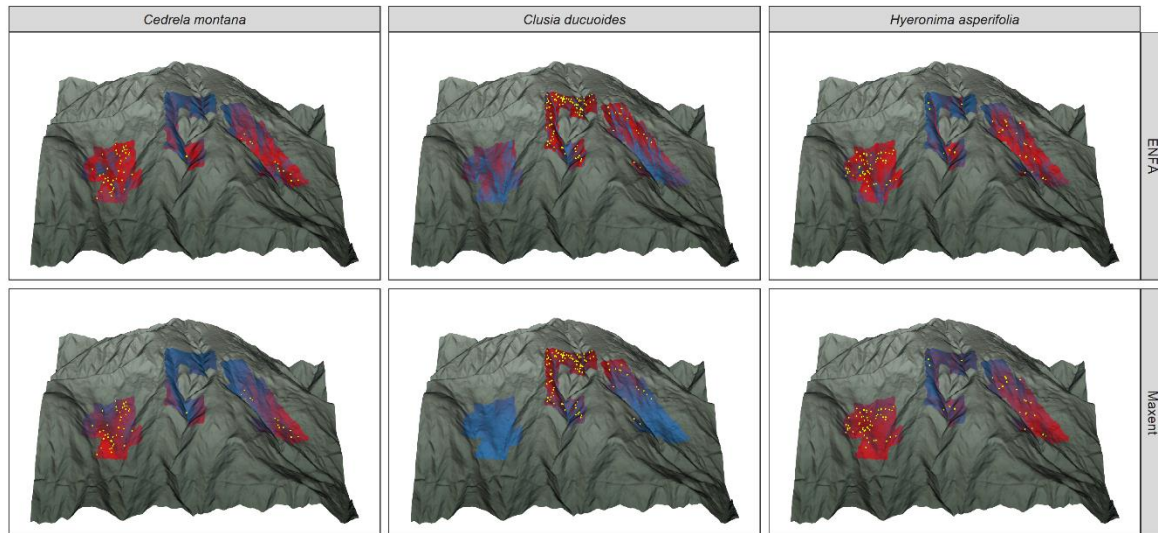 Cedrela montana
Clusia ducuoides
Hyeronima asperifolia
ENFA
Maxent